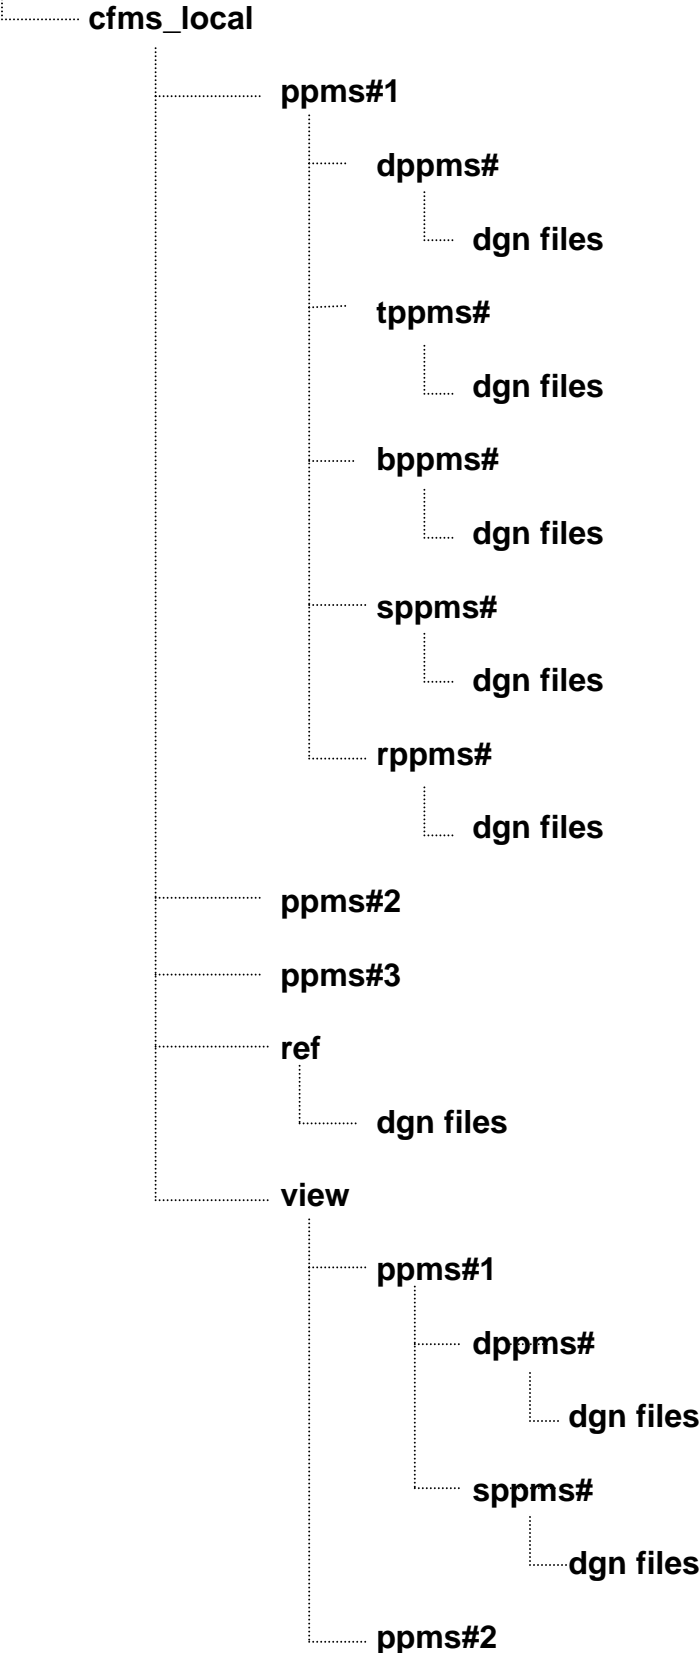 cfms_local
ppms#1
dppms#
dgn files
tppms#
dgn files
bppms#
dgn files
sppms#
dgn files
rppms#
dgn files
ppms#2
ppms#3
ref
dgn files
view
ppms#1
dppms#
dgn files
sppms#
dgn files
ppms#2